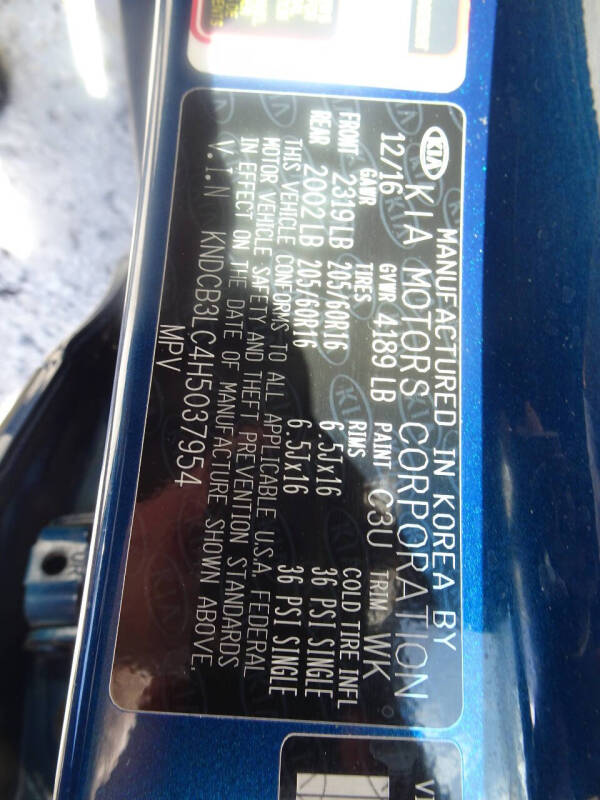 MANUFACTURED IN KOREA BY
KIA KIA MOTORS CORPORATION
12/16 GVWR 4,189 LB PAINT C3U TRIM WK
GAWR TIRES RIMS COLD TIRE INFL
FRONT 2319LB 205/60R16 6.5Jx16 36 PSI SINGLE
REAR 2002LB 205/60R16 6.5Jx16 36 PSI SINGLE
THIS VEHICLE CONFORMS TO ALL APPLICABLE U.S.A. FEDERAL
MOTOR VEHICLE SAFETY AND THEFT PREVENTION STANDARDS
IN EFFECT ON THE DATE OF MANUFACTURE SHOWN ABOVE.
V.I.N KNDCB3LC4H5037954
MPV